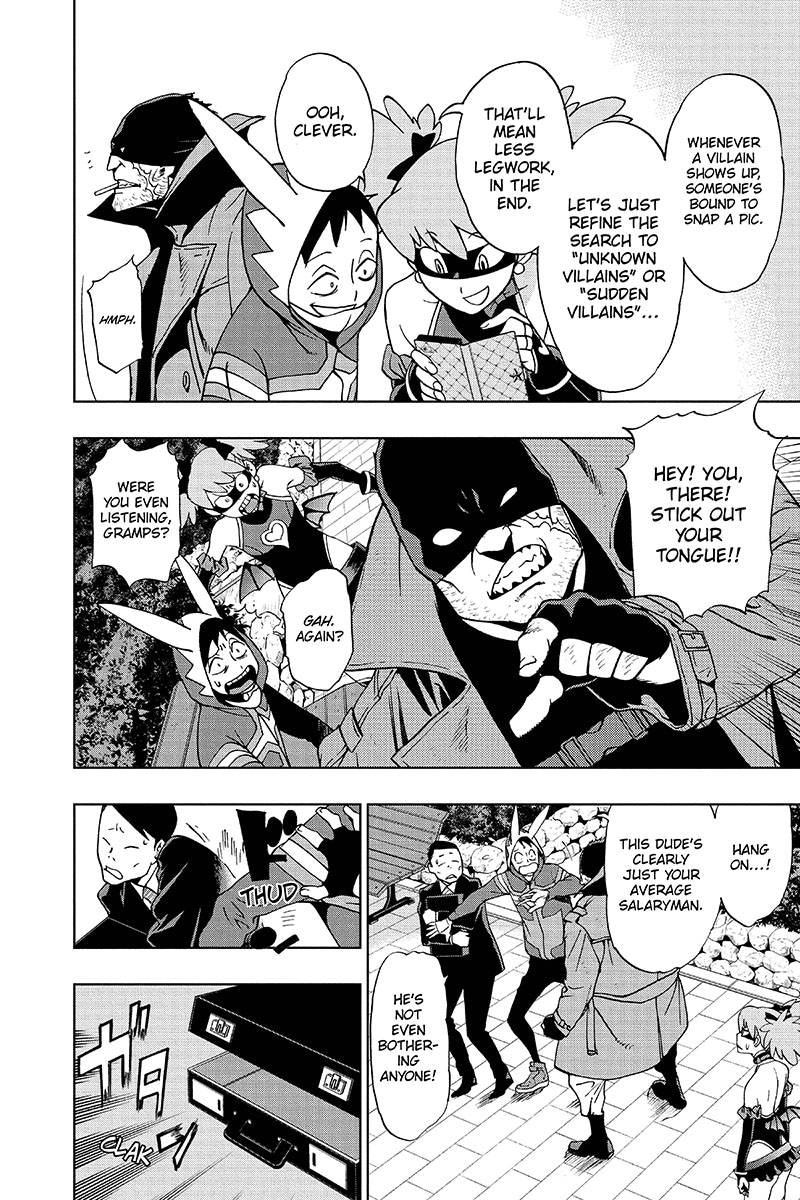 WHENEVER
A VILLAIN
SHOWS UP,
SOMEONE'S
BOUND TO
SNAP A PIC.
LET'S JUST
REFINE THE
SEARCH TO
"UNKNOWN
VILLAINS" OR
"SUDDEN
VILLAINS"...
THAT'LL
MEAN
LESS
LEGWORK,
IN THE
END.
OOH,
CLEVER.
HMPH.
HEY! YOU,
THERE!
STICK OUT
YOUR
TONGUE!!
WERE
YOU EVEN
LISTENING,
GRAMPS?
GAH.
AGAIN?
HANG
ON...!
THIS DUDE'S
CLEARLY
JUST YOUR
AVERAGE
SALARYMAN.
HE'S
NOT
EVEN
BOTHER-
ING
ANYONE!
THUD
ガタ
CLAK